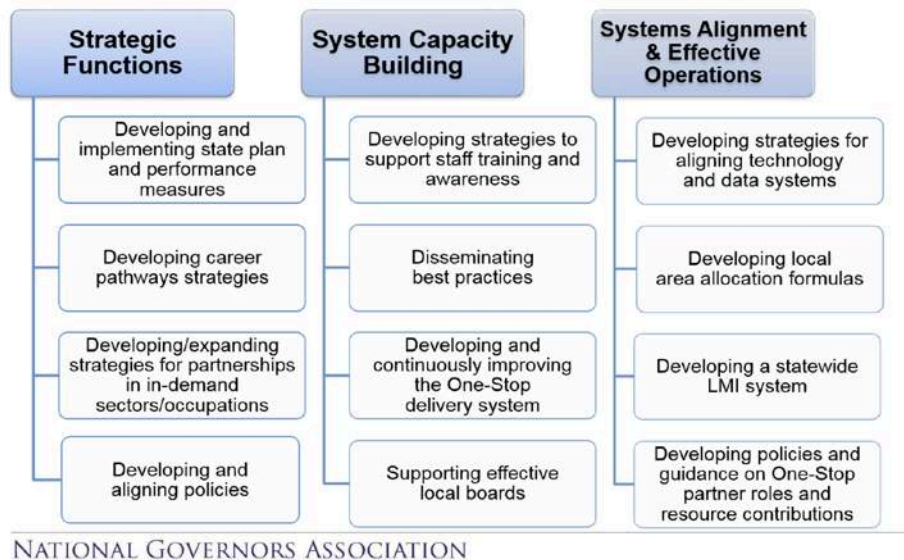 Strategic
Functions
Developing and
implementing state plan
and performance
measures
Developing career
pathways strategies
Developing/expanding
strategies for partnerships
in in-demand
sectors/occupations
Developing and
aligning policies
System Capacity
Building
Developing strategies to
support staff training and
awareness
Disseminating
best practices
Developing and
continuously improving
the One-Stop
delivery system
Supporting effective
local boards
Systems Alignment
& Effective
Operations
Developing strategies for
aligning technology
and data systems
Developing local
area allocation formulas
Developing a statewide
LMI system
Developing policies and
guidance on One-Stop
partner roles and
resource contributions
NATIONAL GOVERNORS ASSOCIATION